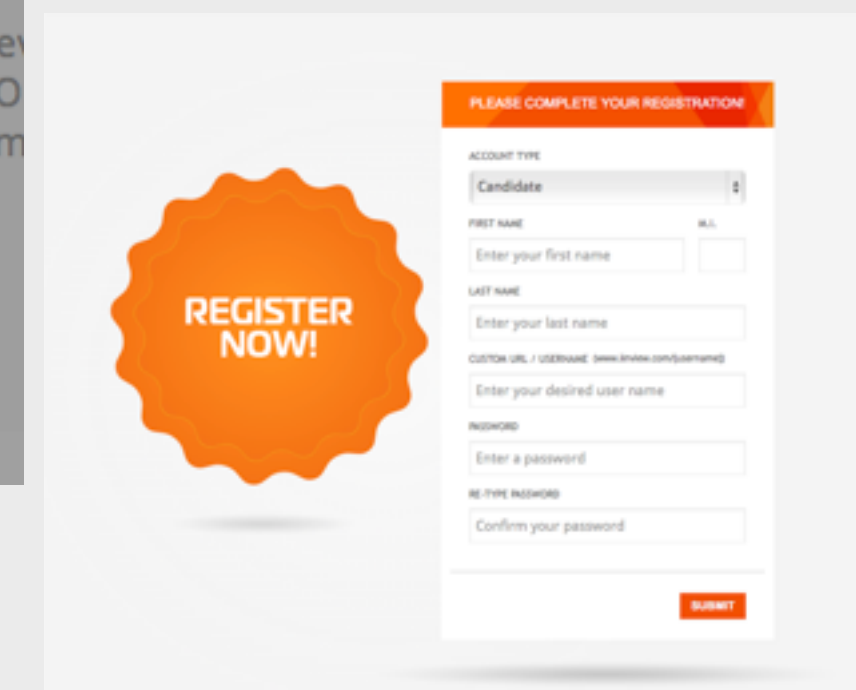 REGISTER
NOW!
PLEASE COMPLETE YOUR REGISTRATION!
ACCOUNT TYPE
Candidate
FIRST NAME M.I.
Enter your first name
LAST NAME
Enter your last name
CUSTOM URL / USERNAME
Enter your desired user name
PASSWORD
Enter a password
RE-TYPE PASSWORD
Confirm your password
SUBMIT